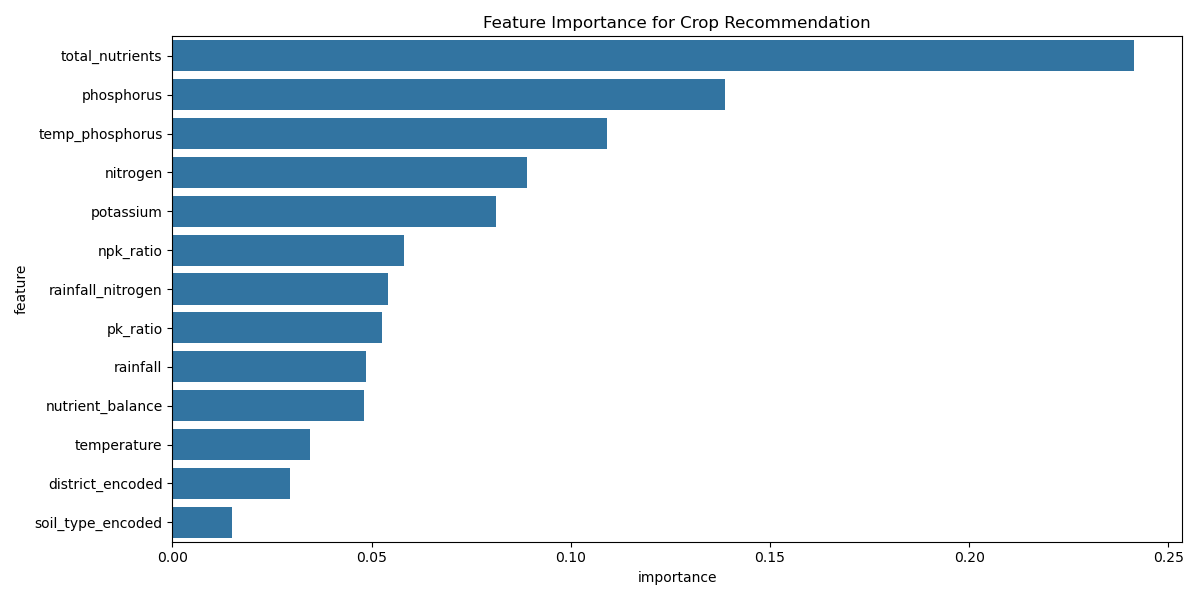 Feature Importance for Crop Recommendation
total_nutrients
phosphorus
temp_phosphorus
nitrogen
potassium
npk_ratio
rainfall_nitrogen
pk_ratio
rainfall
nutrient_balance
temperature
district_encoded
soil_type_encoded
feature
0.00 0.05 0.10 0.15 0.20 0.25
importance